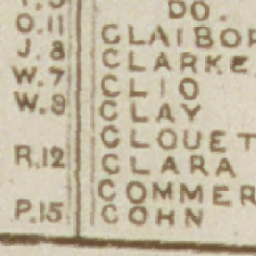 DO.
O.11 CLAIBOR
J.8 CLARKE
W.7 CLIO
W.9 CLAY
CLOUET
R.12 CLARA
COMMER
P.15 COHN